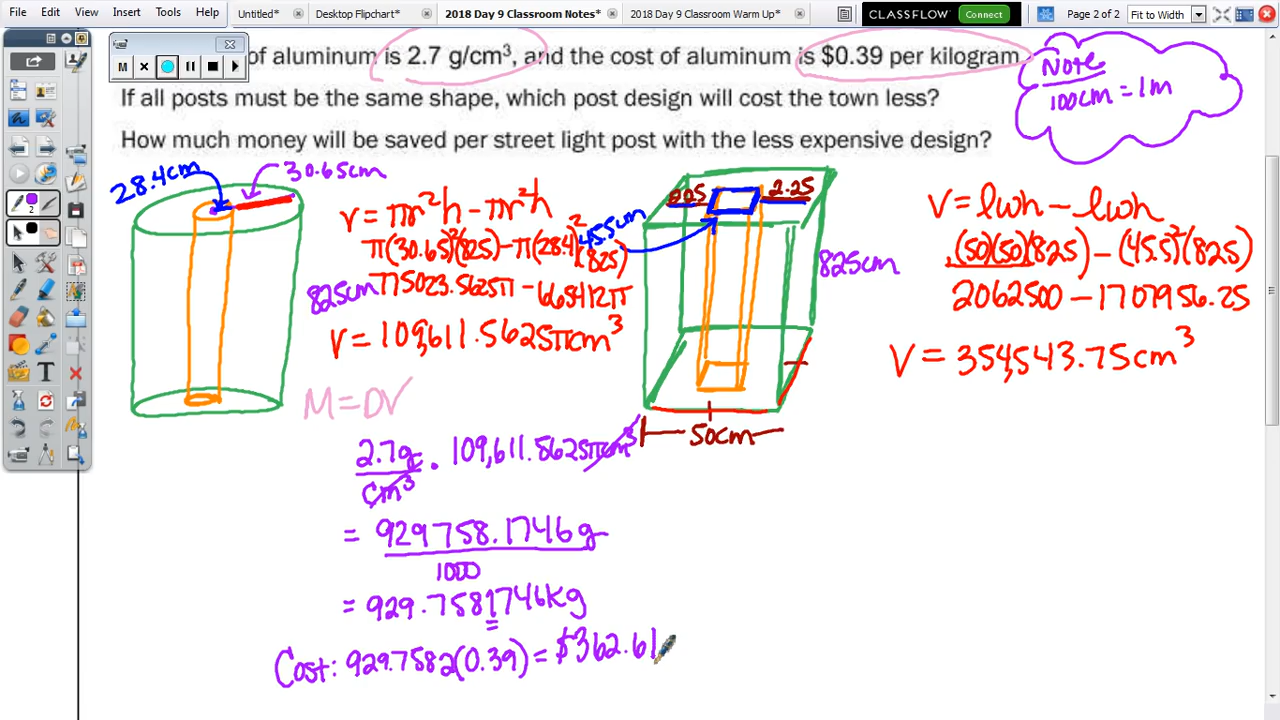 File Edit View Insert Tools Help
Untitled*
Desktop Flipchart*
2018 Day 9 Classroom Notes*
2018 Day 9 Classroom Warm Up*
CLASSFLOW Connect
Page 2 of 2
Fit to Width
of aluminum is 2.7 g/cm³, and the cost of aluminum is $0.39 per kilogram
If all posts must be the same shape, which post design will cost the town less?
How much money will be saved per street light post with the less expensive design?
Note
100cm = 1m
28.4cm
30.65cm
825cm
V = πr²h − πr²h
π(30.65)²(825) − π(28.4)²(825)
775023.5625π − 665412π
V = 109,611.5625πcm³
M = DV
2.7g/cm³ · 109,611.5625πcm³
= 929758.1746g
1000
= 929.7581746kg
Cost: 929.7582(0.39) = $362.61
2.25
2.25
45.5cm
825cm
50cm
V = lwh − lwh
(50)(50)(825) − (45.5)²(825)
2062500 − 1707956.25
V = 354,543.75cm³